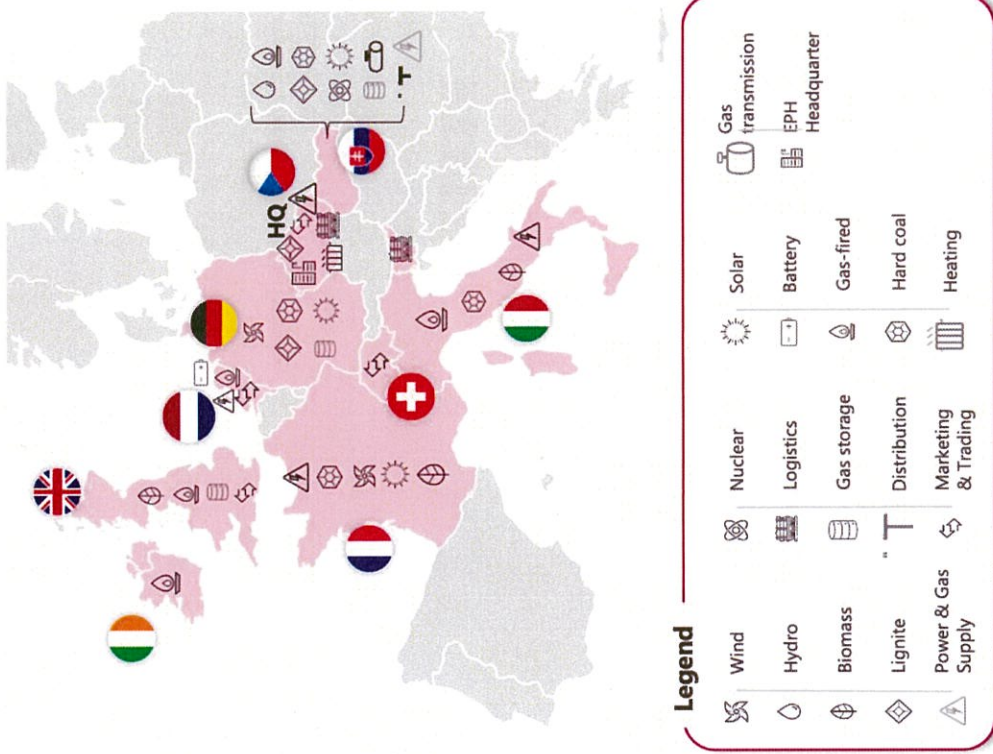 HQ
Legend
Wind
Nuclear
Solar
Gas
transmission
Hydro
Logistics
Battery
EPH
Headquarter
Biomass
Gas storage
Gas-fired
Lignite
Distribution
Hard coal
Power & Gas
Supply
Marketing
& Trading
Heating